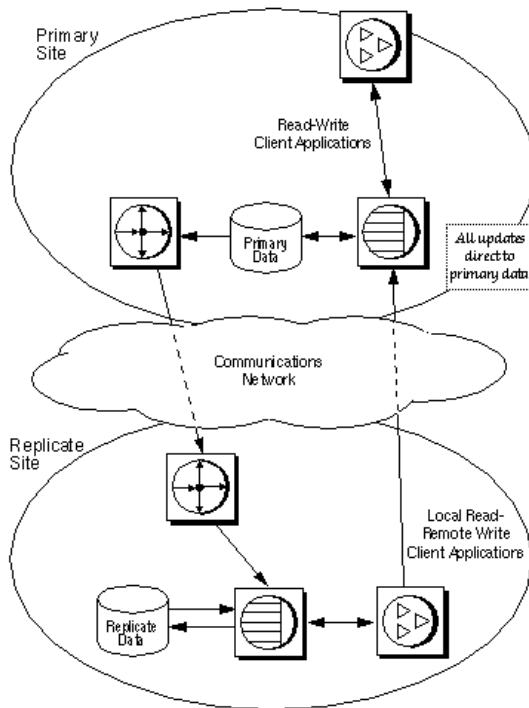 Primary
Site
Read-Write
Client Applications
Primary
Data
All updates
direct to
primary data
Communications
Network
Replicate
Site
Local Read-
Remote Write
Client Applications
Replicate
Data